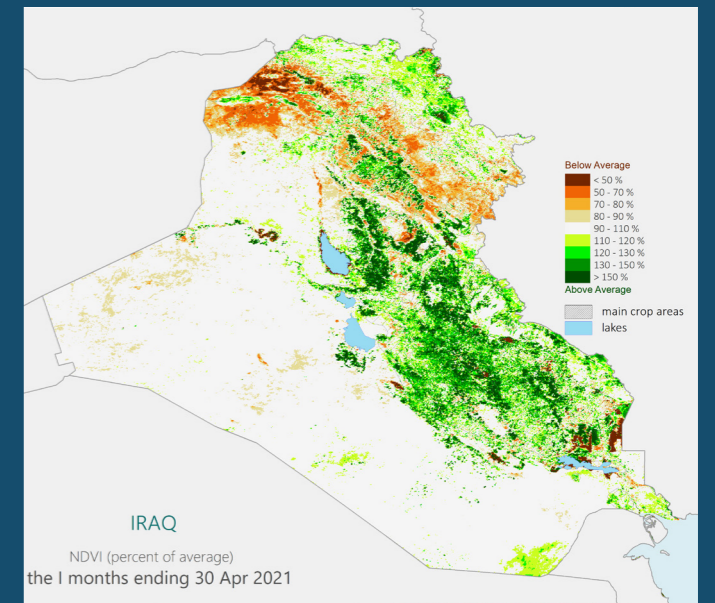 Below Average
< 50 %
50 - 70 %
70 - 80 %
80 - 90 %
90 - 110 %
110 - 120 %
120 - 130 %
130 - 150 %
> 150 %
Above Average
main crop areas
lakes
IRAQ
NDVI (percent of average)
the I months ending 30 Apr 2021